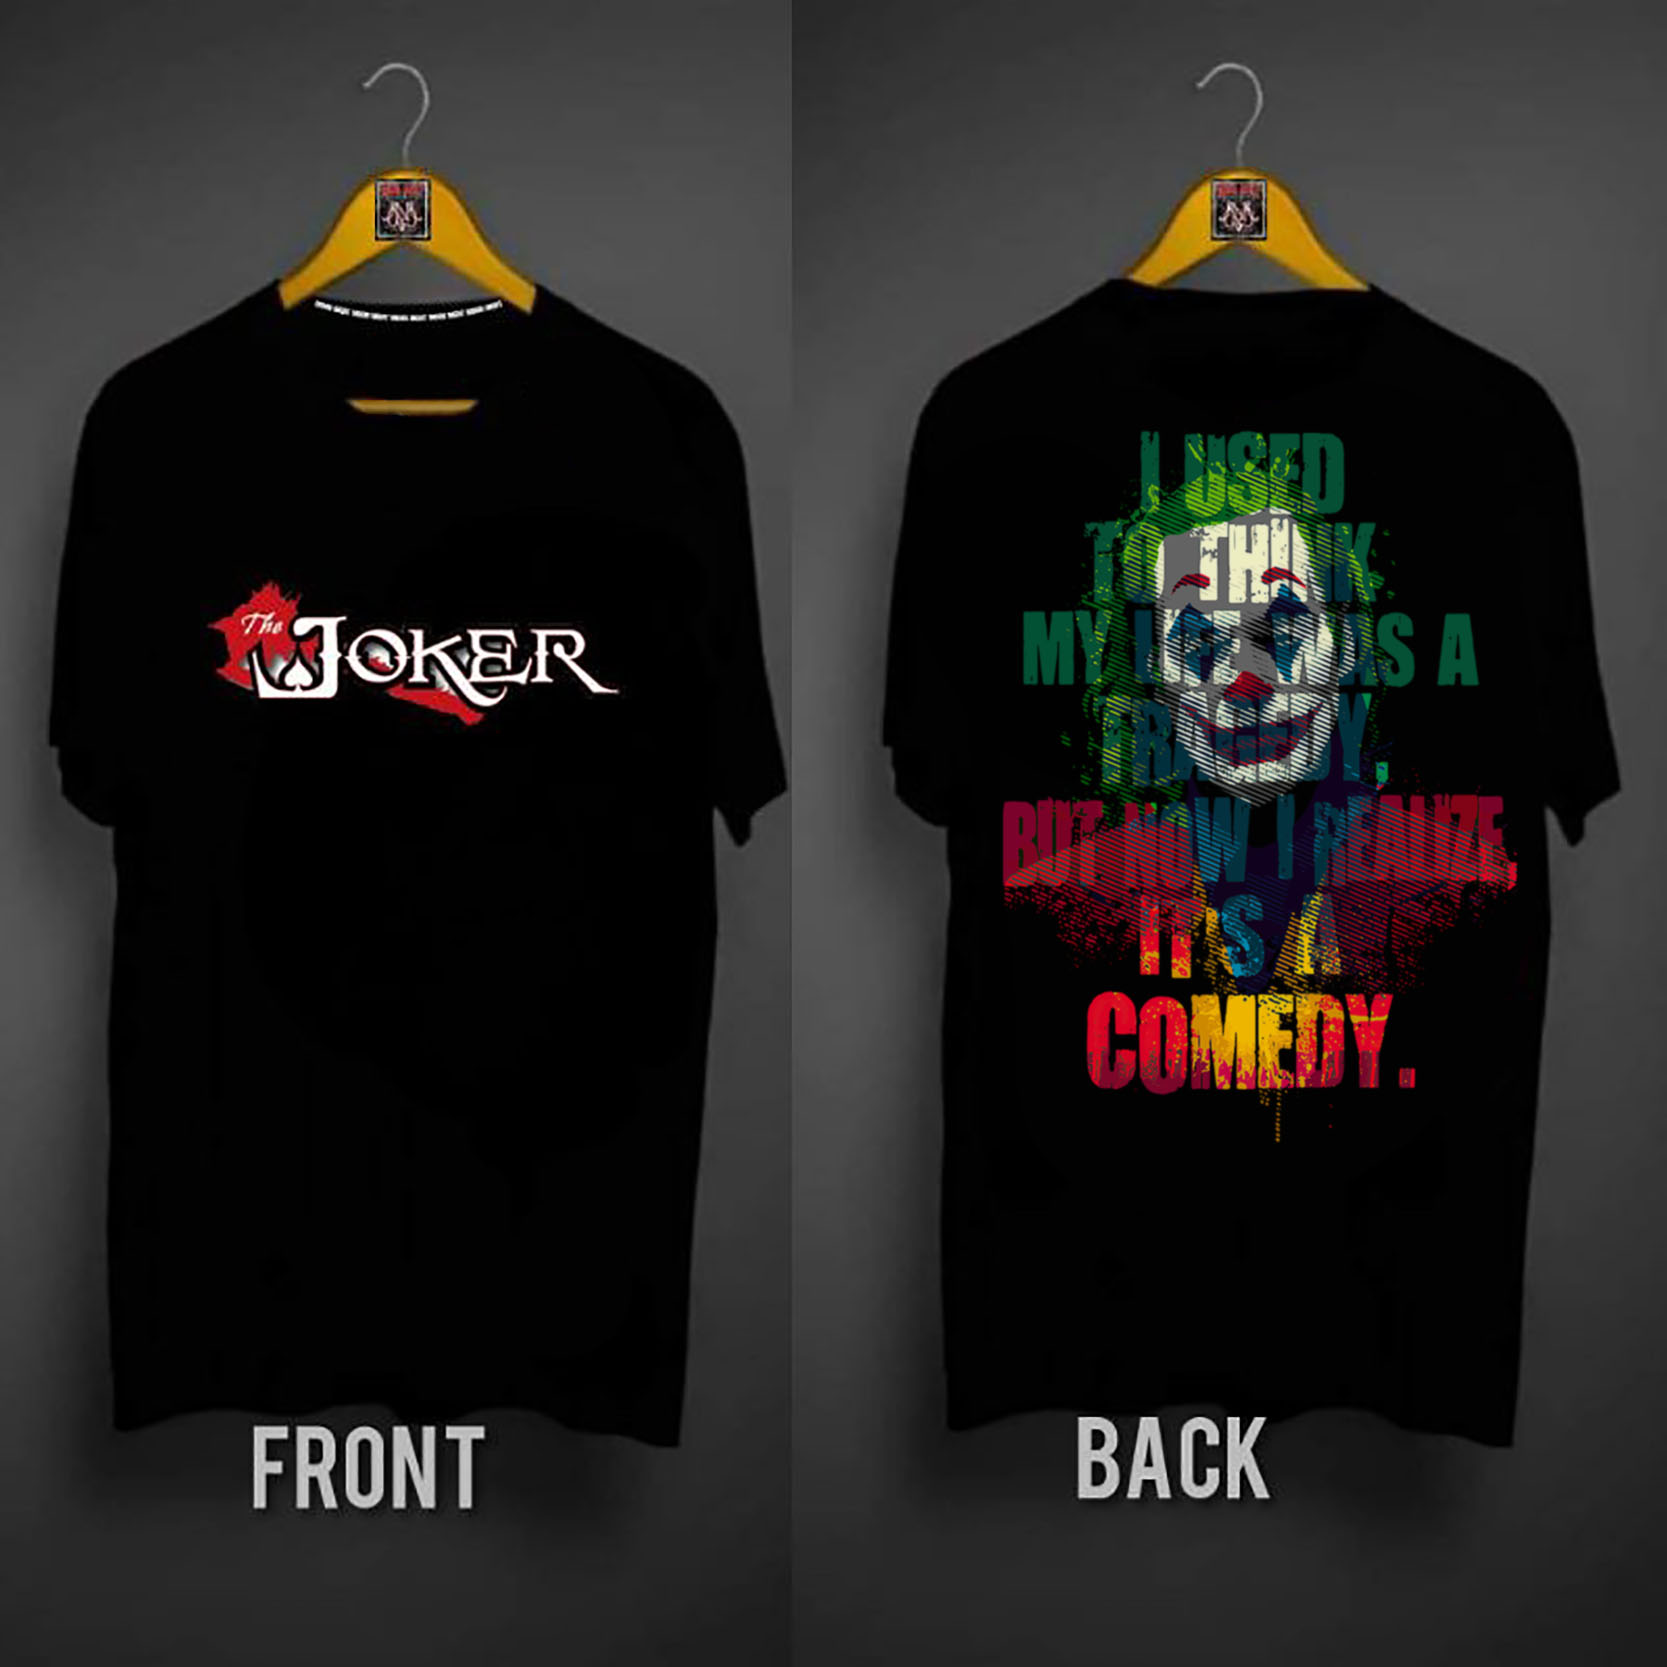 The
JOKER
FRONT
I USED
TO THINK
MY LIFE WAS A
TRAGEDY.
BUT NOW I REALIZE,
IT'S A
COMEDY.
BACK